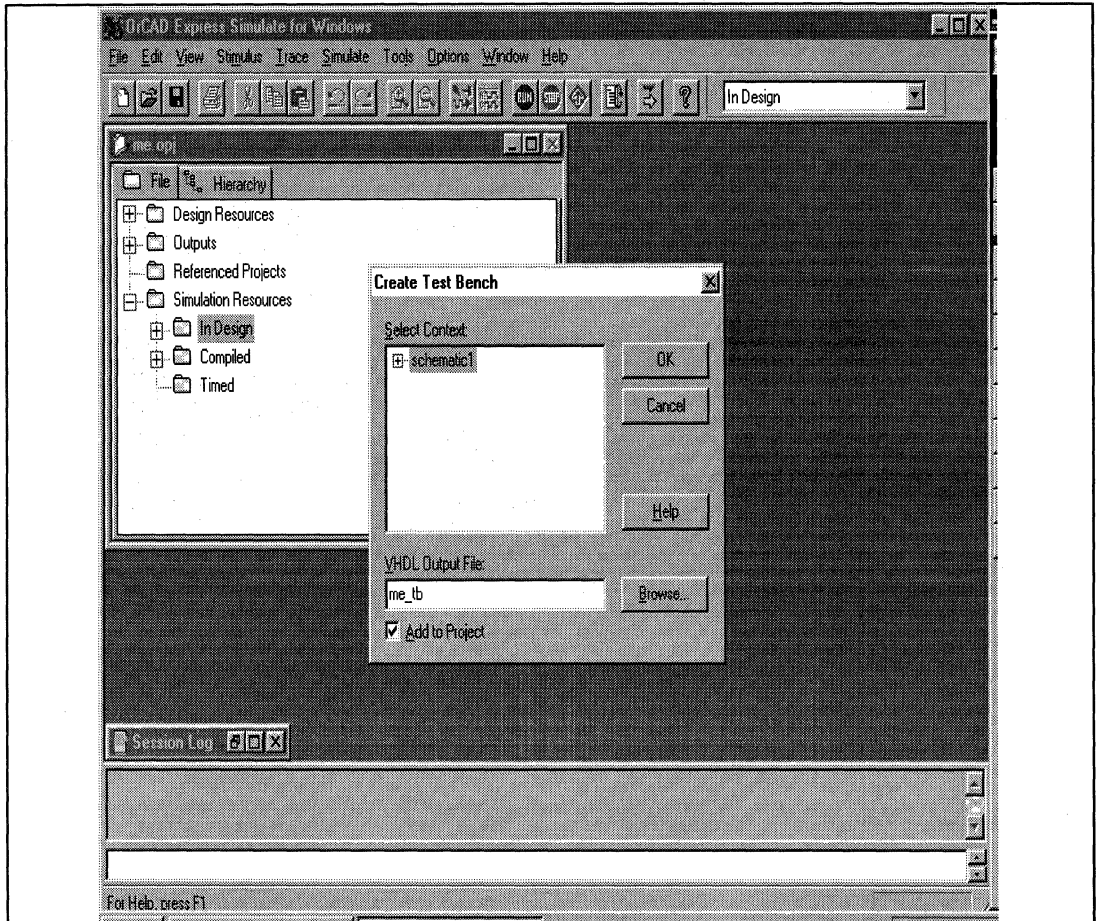 OrCAD Express Simulate for Windows
File Edit View Stimulus Trace Simulate Tools Options Window Help
RUN STOP
In Design
me.opj
File Hierarchy
Design Resources
Outputs
Referenced Projects
Simulation Resources
In Design
Compiled
Timed
Create Test Bench
Select Context:
schematic1
OK
Cancel
Help
VHDL Output File:
me_tb
Browse...
Add to Project
Session Log
For Help, press F1